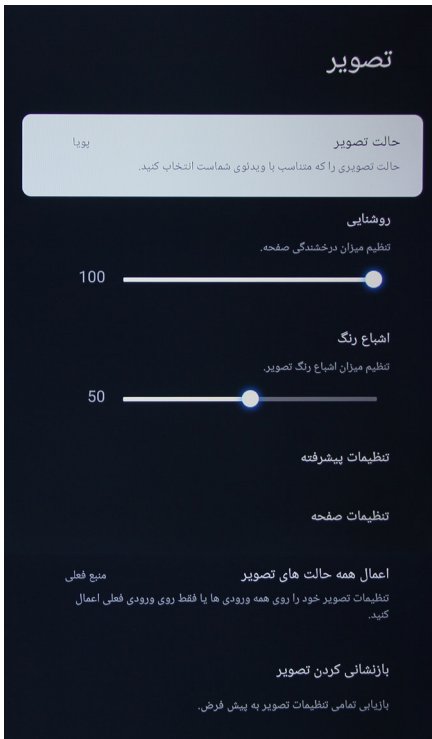 تصویر
حالت تصویر پویا
حالت تصویری را که متناسب با ویدئوی شماست انتخاب کنید.
روشنایی
تنظیم میزان درخشندگی صفحه.
100
اشباع رنگ
تنظیم میزان اشباع رنگ تصویر.
50
تنظیمات پیشرفته
تنظیمات صفحه
اعمال همه حالت های تصویر منبع فعلی
تنظیمات تصویر خود را روی همه ورودی ها یا فقط روی ورودی فعلی اعمال
کنید.
بازنشانی کردن تصویر
بازیابی تمامی تنظیمات تصویر به پیش فرض.